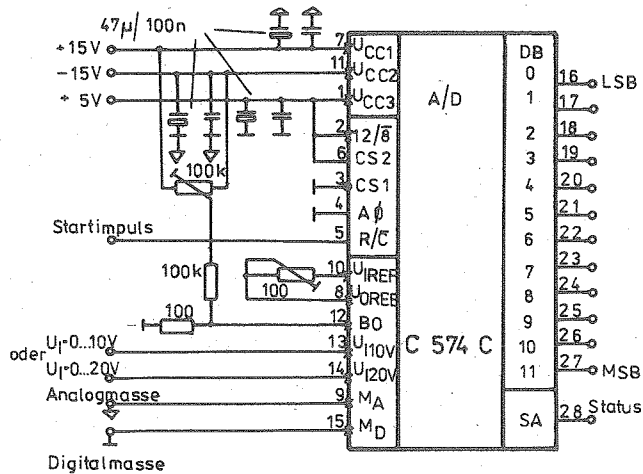 47µ/100n
+15V 7 UCC1
-15V 11 UCC2
+ 5V 1 UCC3
A/D
DB
0 16 LSB
1 17
2 18
3 19
4 20
5 21
6 22
7 23
8 24
9 25
10 26
11 27 MSB
SA 28 Status
2 12/8̅
6 CS2
3 CS1
4 AØ
Startimpuls 5 R/C̅
100k
100k
100
100
10 UIREF
8 UOREF
12 BO
UI=0...10V 13 UI10V
oder
UI=0...20V 14 UI20V
Analogmasse 9 MA
15 MD
Digitalmasse
C 574 C